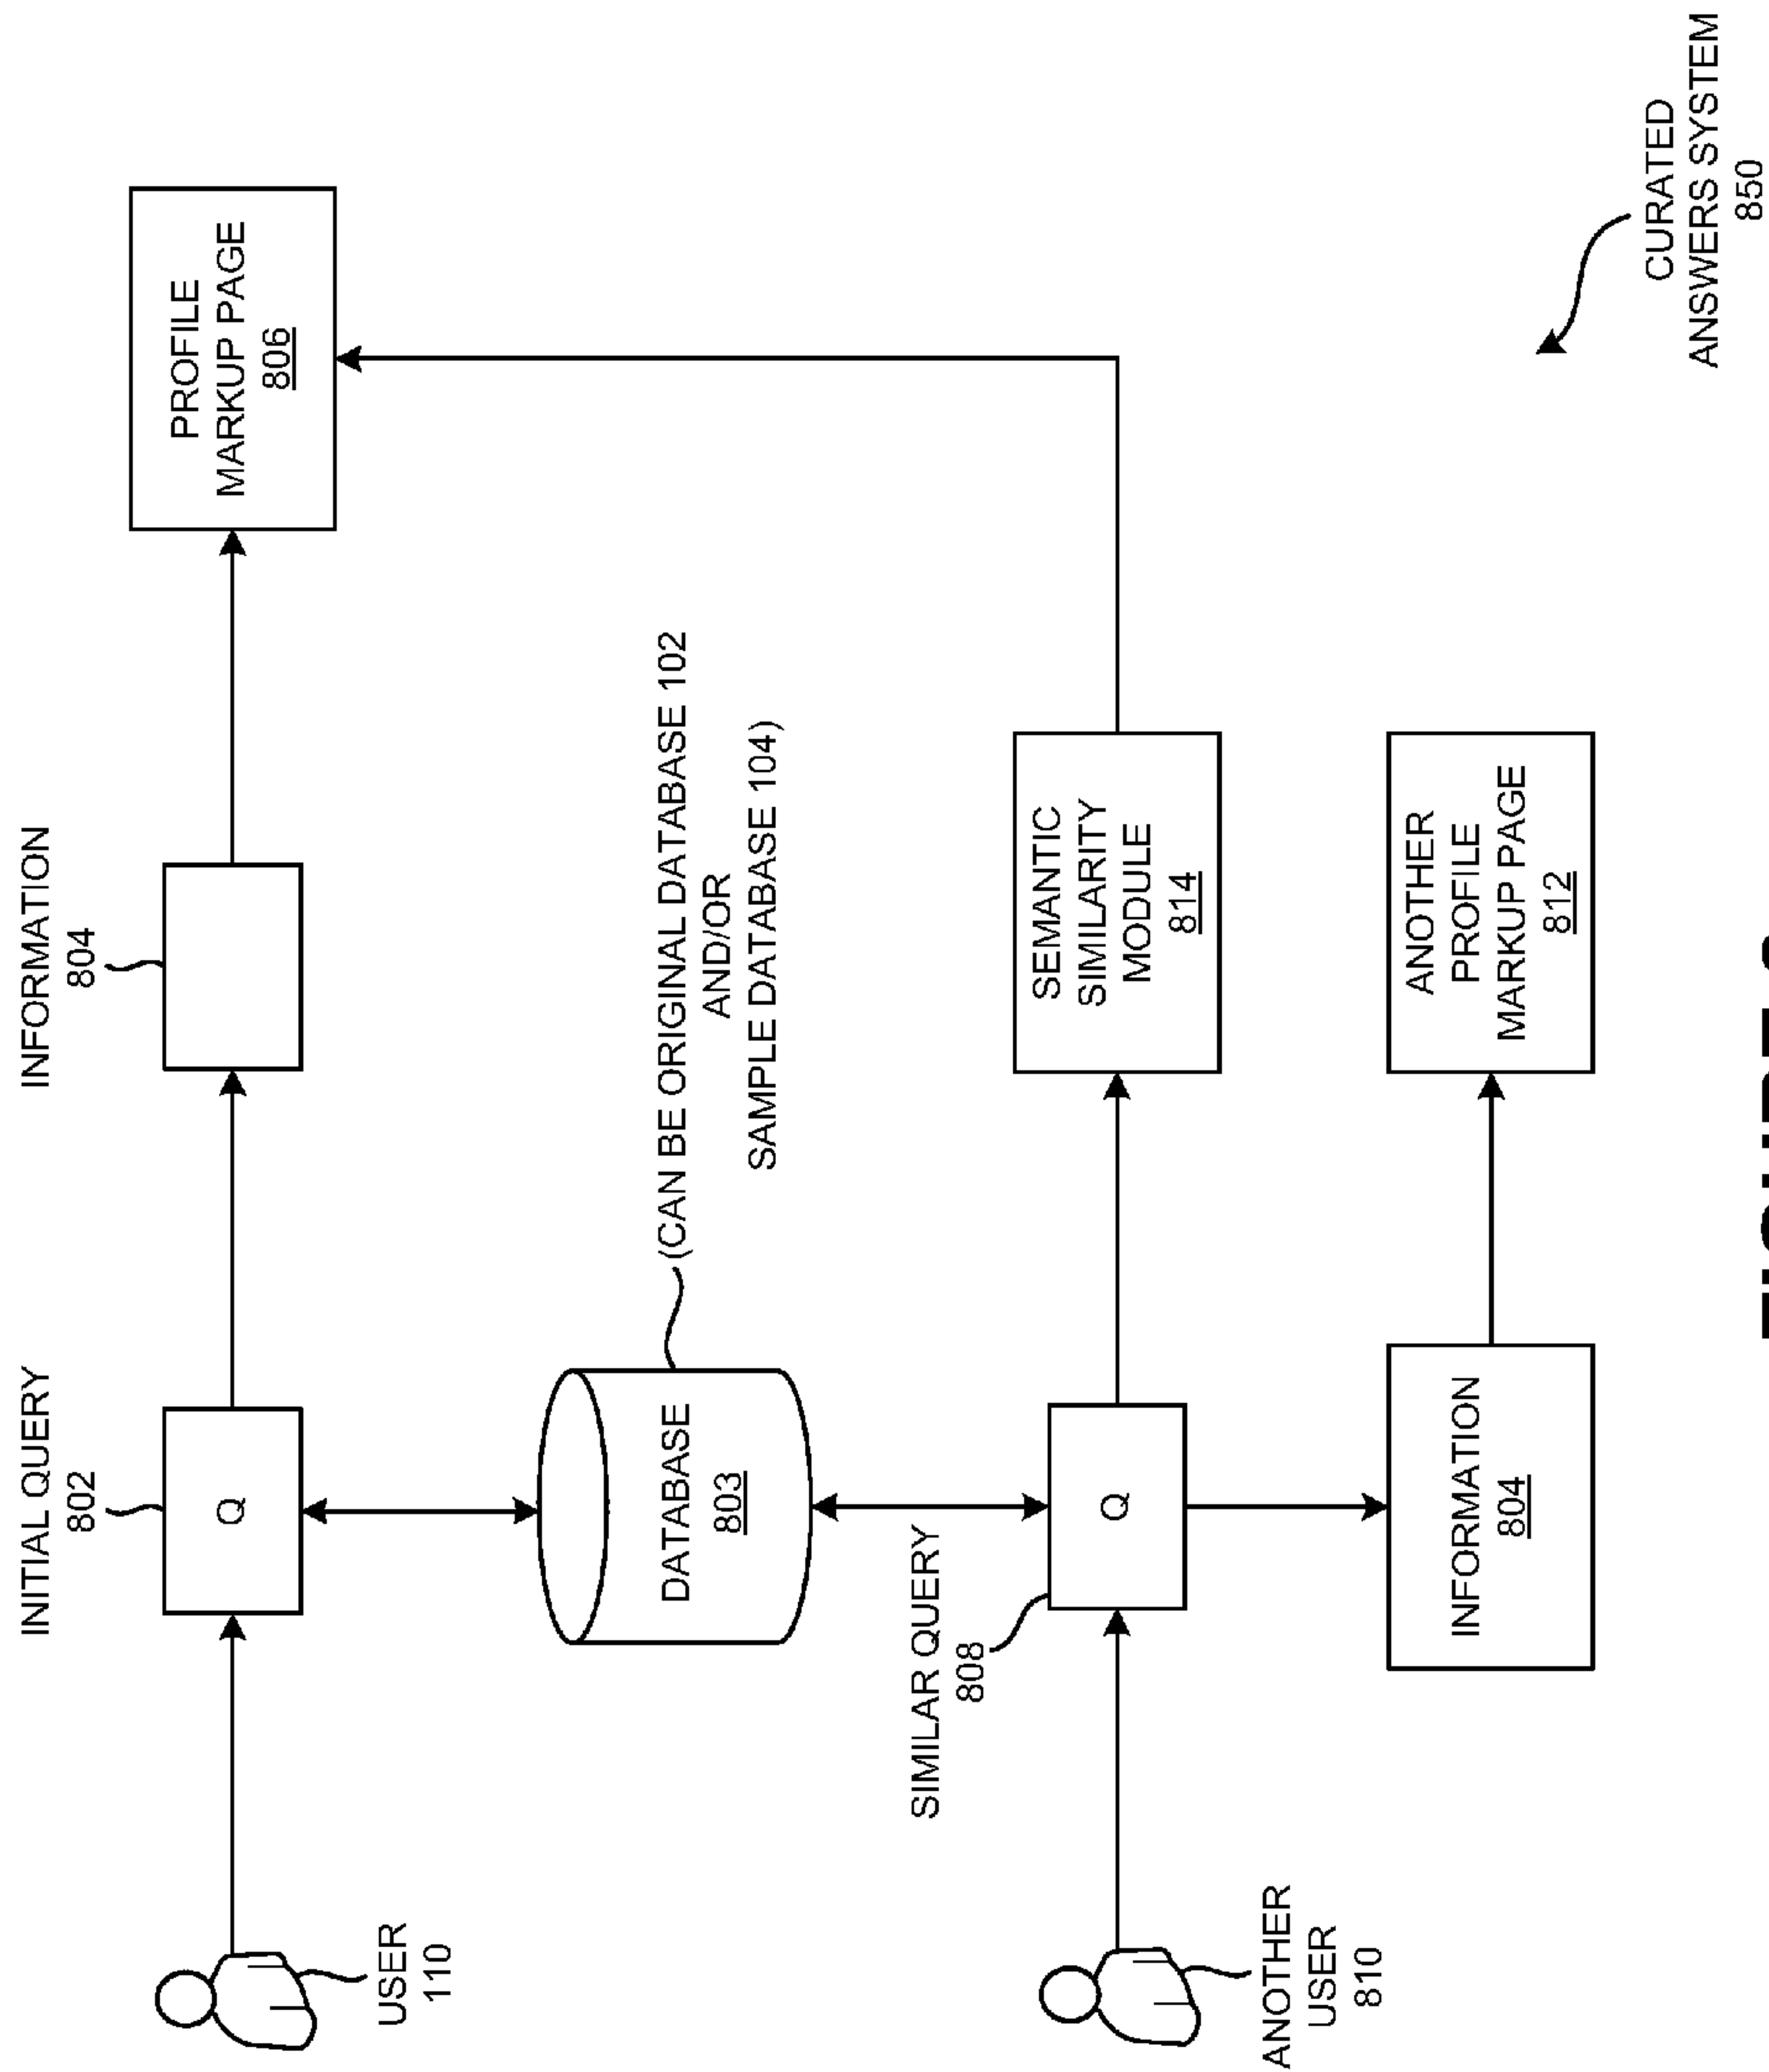 INITIAL QUERY
802
INFORMATION
804
Q
PROFILE
MARKUP PAGE
806
USER
110
DATABASE
803
(CAN BE ORIGINAL DATABASE 102
AND/OR
SAMPLE DATABASE 104)
SIMILAR QUERY
808
Q
SEMANTIC
SIMILARITY
MODULE
814
ANOTHER
USER
810
INFORMATION
804
ANOTHER
PROFILE
MARKUP PAGE
812
CURATED
ANSWERS SYSTEM
850